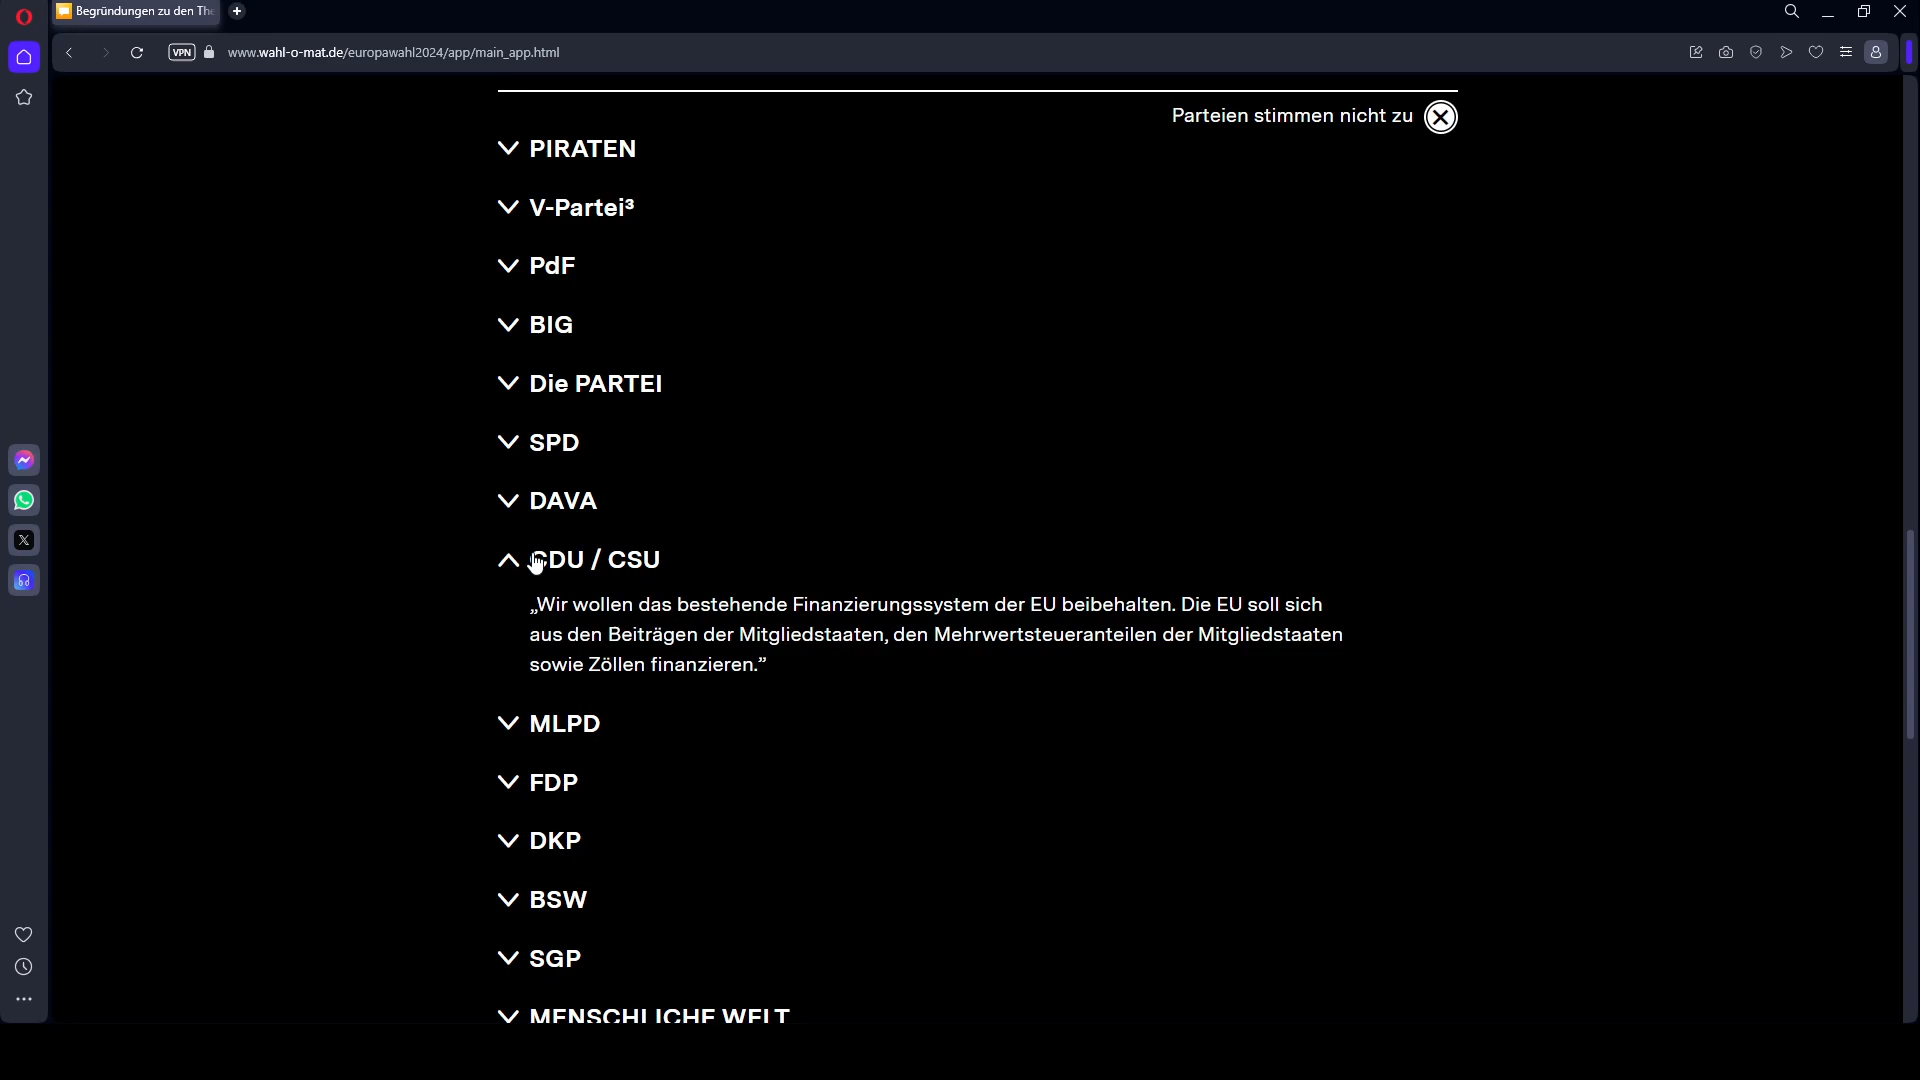 Begründungen zu den Th
VPN
www.wahl-o-mat.de/europawahl2024/app/main_app.html
Parteien stimmen nicht zu
PIRATEN
V-Partei³
PdF
BIG
Die PARTEI
SPD
DAVA
CDU / CSU
„Wir wollen das bestehende Finanzierungssystem der EU beibehalten. Die EU soll sich
aus den Beiträgen der Mitgliedstaaten, den Mehrwertsteueranteilen der Mitgliedstaaten
sowie Zöllen finanzieren.”
MLPD
FDP
DKP
BSW
SGP
MENSCHLICHE WELT